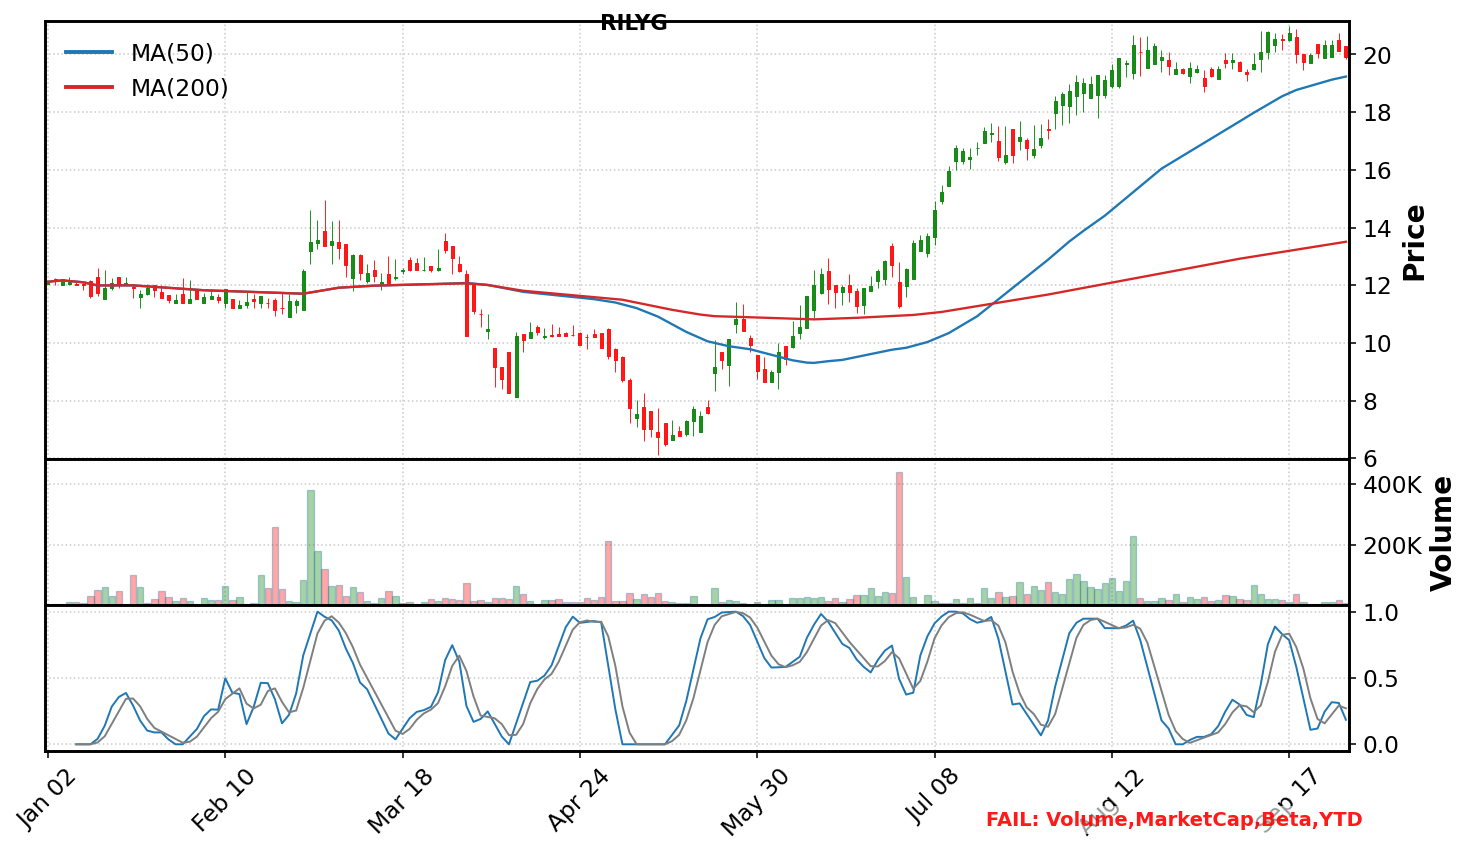 RILYG
MA(50)
MA(200)
20
18
16
14
12
10
8
6
Price
400K
200K
Volume
1.0
0.5
0.0
Jan 02
Feb 10
Mar 18
Apr 24
May 30
Jul 08
Aug 12
Sep 17
FAIL: Volume,MarketCap,Beta,YTD